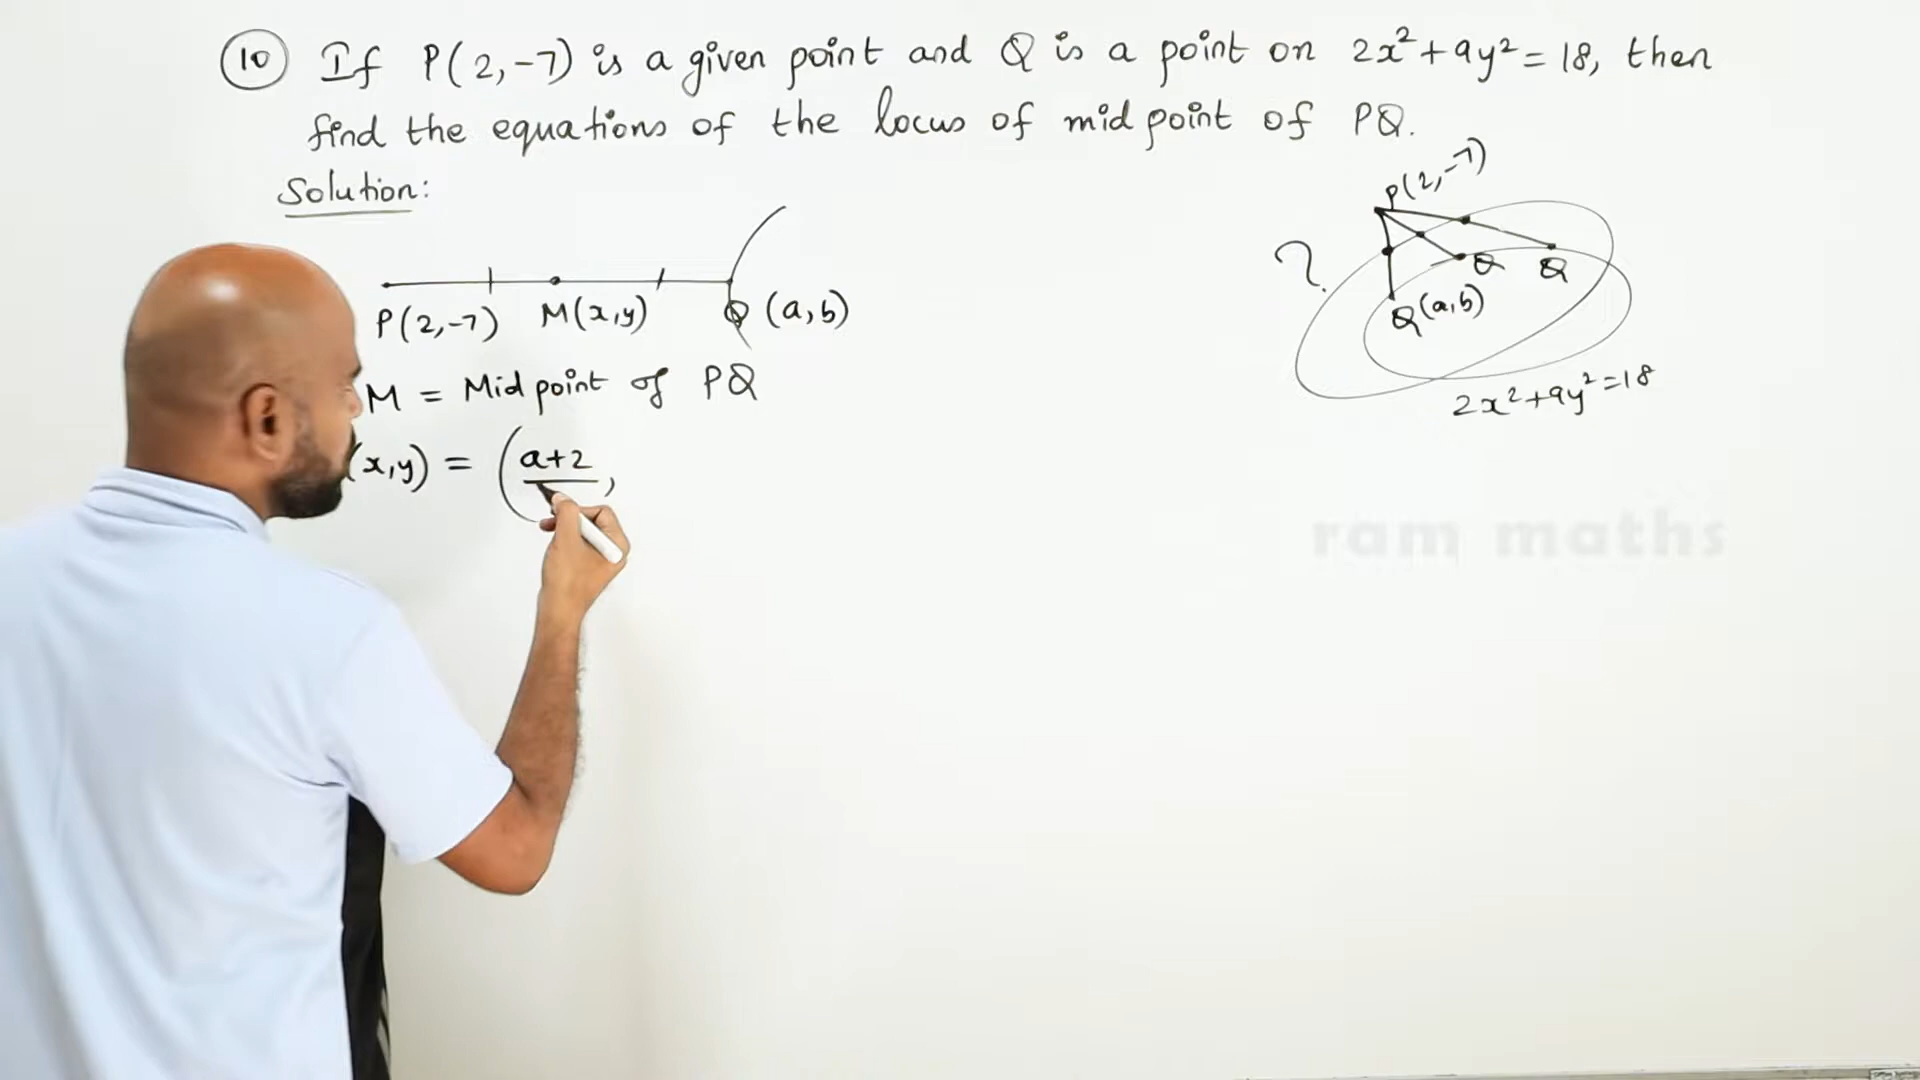 10 If P(2,-7) is a given point and Q is a point on 2x²+9y²=18, then
find the equations of the locus of mid point of PQ.
Solution:
P(2,-7)
Q
Q
Q(a,b)
?
2x²+9y²=18
P(2,-7) M(x,y) Q (a,b)
M = Mid point of PQ
(x,y) = (a+2,
ram maths